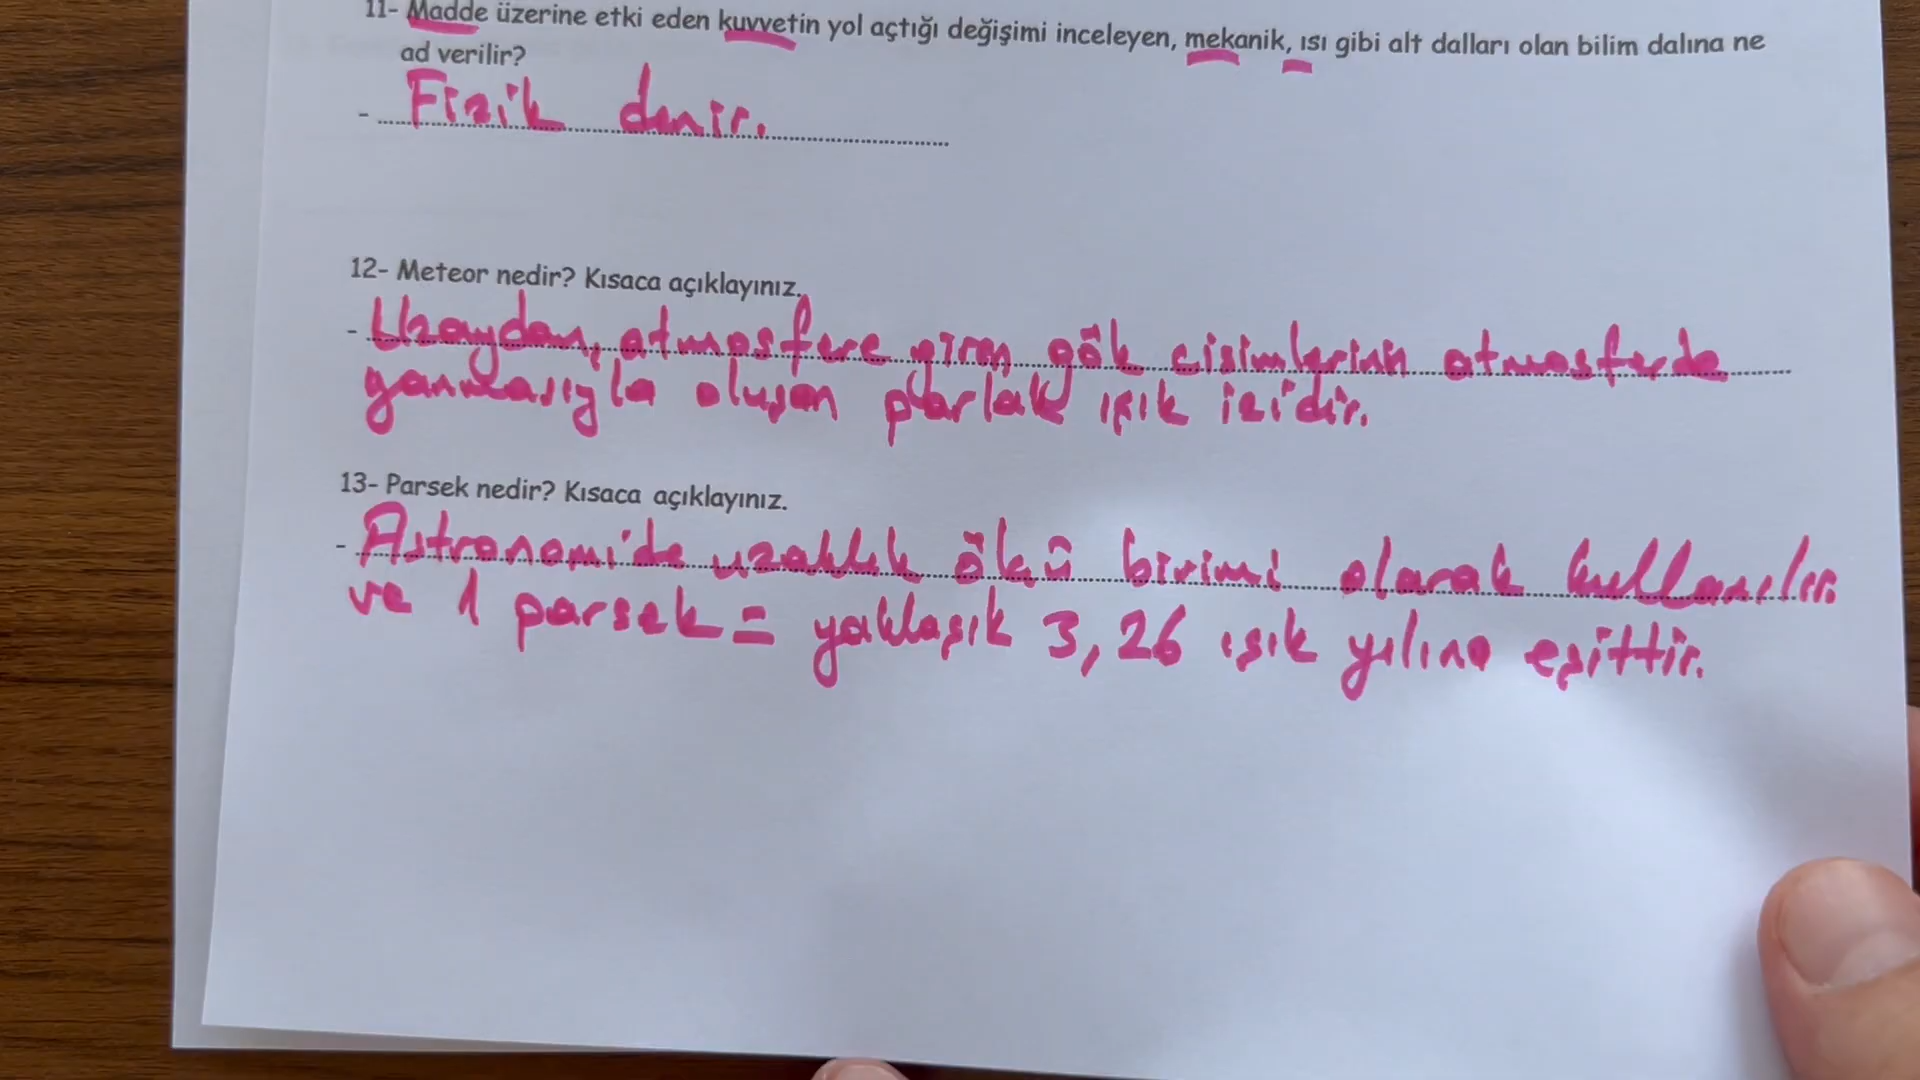 11- Madde üzerine etki eden kuvvetin yol açtığı değişimi inceleyen, mekanik, ısı gibi alt dalları olan bilim dalına ne
ad verilir?
- Fizik denir.
12- Meteor nedir? Kısaca açıklayınız.
- Uzaydan, atmosfere giren gök cisimlerinin atmosferde
yanmasıyla oluşan parlak ışık izidir.
13- Parsek nedir? Kısaca açıklayınız.
- Astronomi'de uzaklık ölçü birimi olarak kullanılır.
ve 1 parsek = yaklaşık 3,26 ışık yılına eşittir.